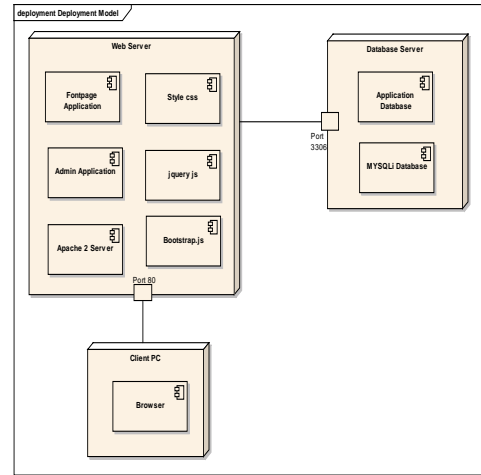 deployment Deployment Model
Web Server
Fontpage
Application
Style css
Admin Application
jquery js
Apache 2 Server
Bootstrap.js
Port 80
Database Server
Application
Database
MYSQLi Database
Port
3306
Client PC
Browser